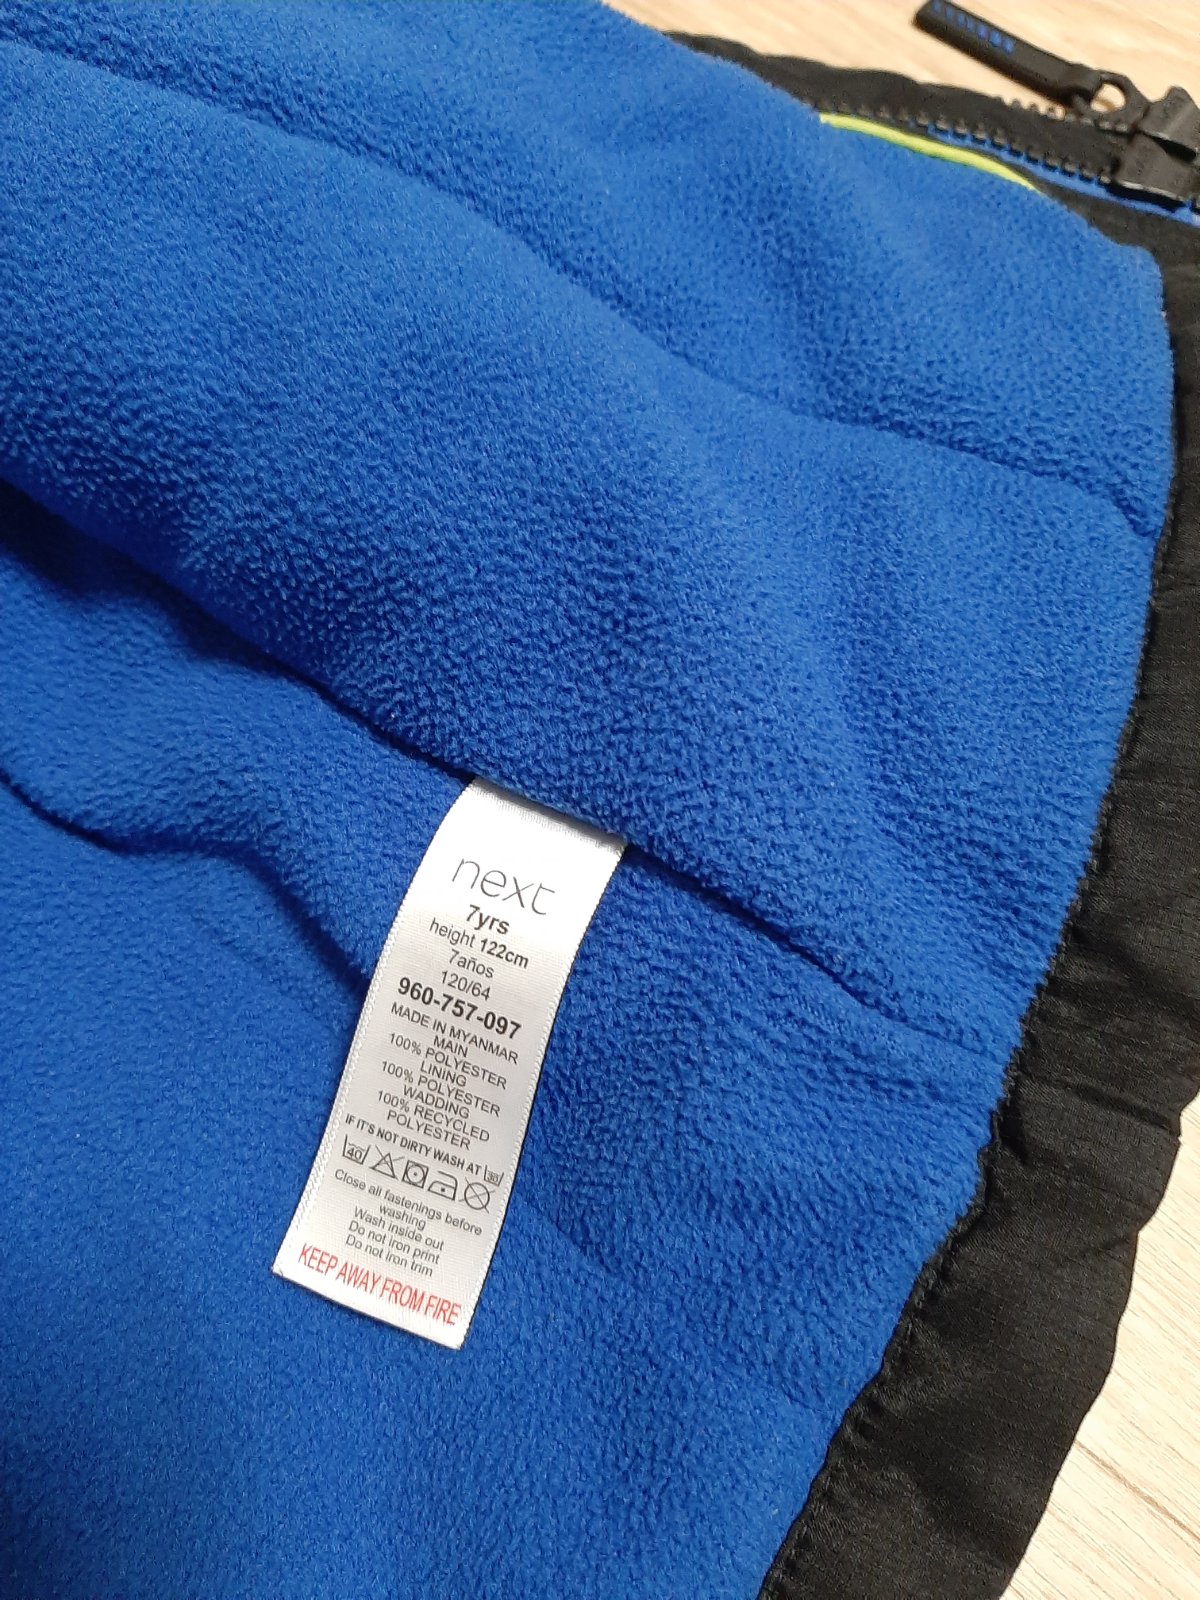 next
7yrs
height 122cm
7años
120/64
960-757-097
MADE IN MYANMAR
MAIN
100% POLYESTER
LINING
100% POLYESTER
WADDING
100% RECYCLED
POLYESTER
IF IT'S NOT DIRTY WASH AT 30
40
Close all fastenings before
washing
Wash inside out
Do not iron print
Do not iron trim
KEEP AWAY FROM FIRE